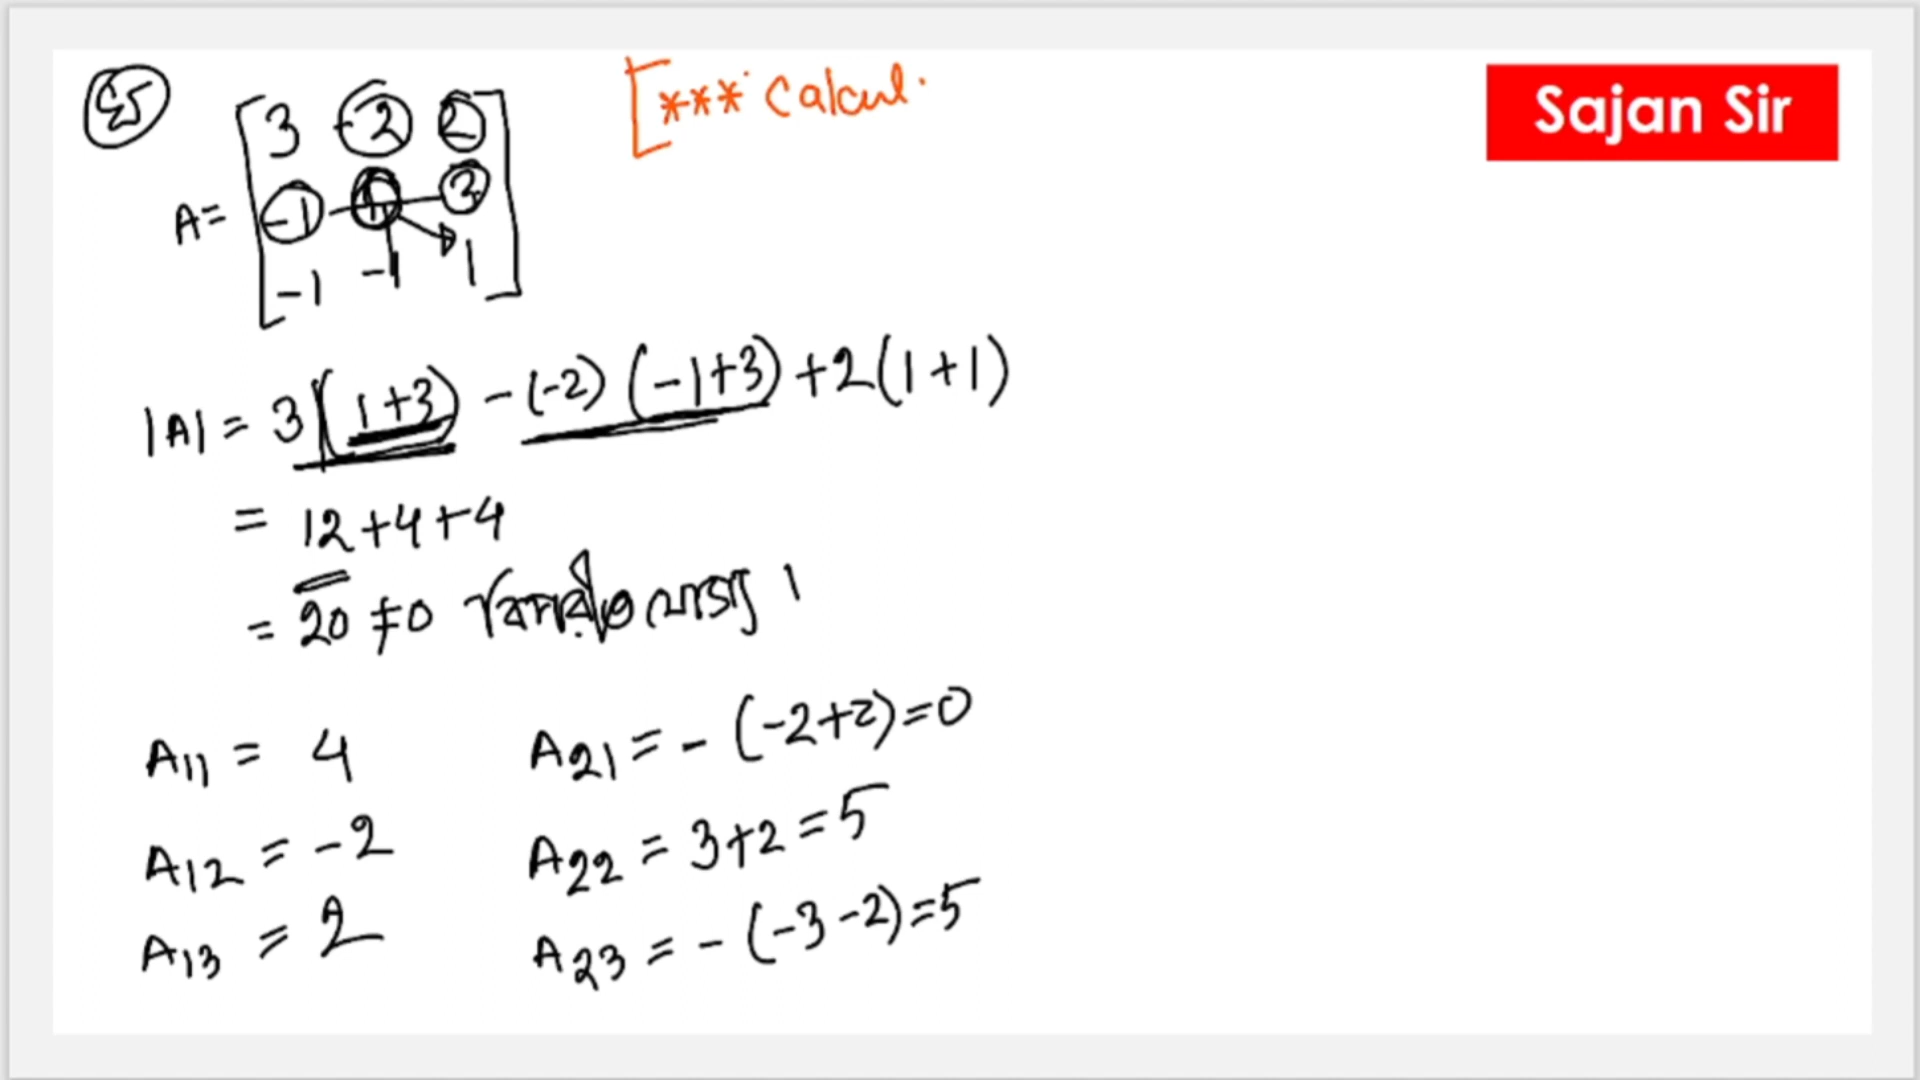 A = [3 -2 2
-1 1 3
-1 -1 1]
[*** Calcul.
Sajan Sir
|A| = 3(1+3) - (-2) (-1+3) +2(1+1)
= 12+4+4
= 20 ≠0
A11 = 4
A12 = -2
A13 = 2
A21 = - (-2+2)=0
A22 = 3+2 = 5
A23 = - (-3-2)=5